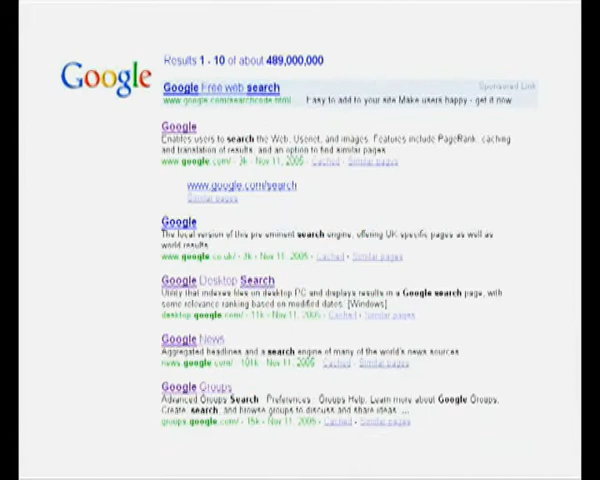 Google
Results 1 - 10 of about 489,000,000
Google Free web search
Sponsored Link
www.google.com/searchcode.html Easy to add to your site Make users happy - get it now
Google
Enables users to search the Web, Usenet, and images. Features include PageRank, caching
and translation of results, and an option to find similar pages.
www.google.com/ - 3k - Nov 11, 2005 - Cached - Similar pages
www.google.com/search
Similar pages
Google
The local version of this pre-eminent search engine, offering UK-specific pages as well as
world results.
www.google.co.uk/ - 3k - Nov 11, 2005 - Cached - Similar pages
Google Desktop Search
Utility that indexes files on desktop PC and displays results in a Google search page, with
some relevance ranking based on modified dates. [Windows]
desktop.google.com/ - 11k - Nov 11, 2005 - Cached - Similar pages
Google News
Aggregated headlines and a search engine of many of the world's news sources
news.google.com/ - 101k - Nov 11, 2005 Cached - Similar pages
Google Groups
Advanced Groups Search Preferences Groups Help. Learn more about Google Groups.
Create, search, and browse groups to discuss and share ideas. ...
groups.google.com/ - 15k - Nov 11, 2005 - Cached - Similar pages